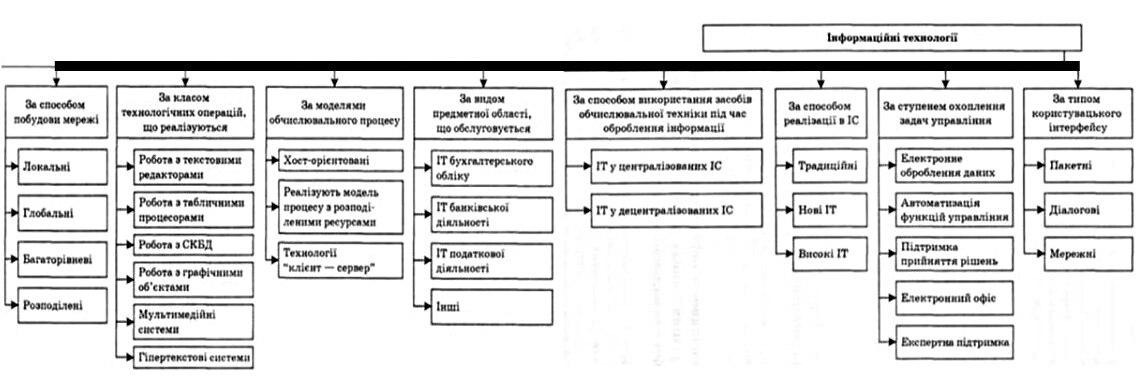 Інформаційні технології
За способом
побудови мережі
Локальні
Глобальні
Багаторівневі
Розподілені
За класом
технологічних операцій,
що реалізуються
Робота з текстовими
редакторами
Робота з табличними
процесорами
Робота з СКБД
Робота з графічними
об'єктами
Мультимедійні
системи
Гіпертекстові системи
За моделями
обчислювального процесу
Хост-орієнтовані
Реалізують модель
процесу з розподі-
леними ресурсами
Технології
"клієнт — сервер"
За видом
предметної області,
що обслуговується
ІТ бухгалтерського
обліку
ІТ банківської
діяльності
ІТ податкової
діяльності
Інші
За способом використання засобів
обчислювальної техніки під час
оброблення інформації
ІТ у централізованих ІС
ІТ у децентралізованих ІС
За способом
реалізації в ІС
Традиційні
Нові ІТ
Високі ІТ
За ступенем охоплення
задач управління
Електронне
оброблення даних
Автоматизація
функцій управління
Підтримка
прийняття рішень
Електронний офіс
Експертна підтримка
За типом
користувацького
інтерфейсу
Пакетні
Діалогові
Мережні